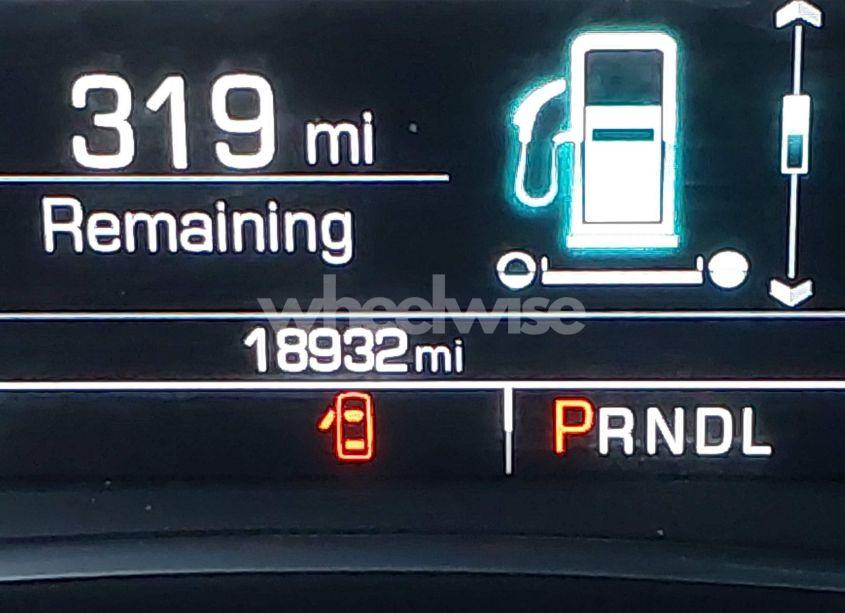 319 mi
Remaining
wheelwise
18932mi
PRNDL